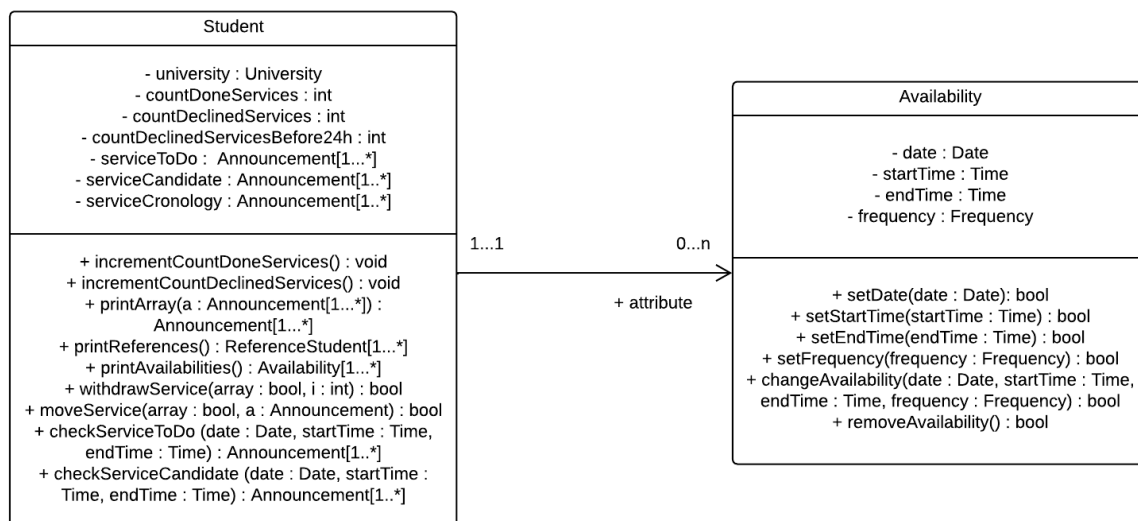 Student
- university : University
- countDoneServices : int
- countDeclinedServices : int
- countDeclinedServicesBefore24h : int
- serviceToDo :  Announcement[1...*]
- serviceCandidate : Announcement[1..*]
- serviceCronology : Announcement[1..*]
+ incrementCountDoneServices() : void
+ incrementCountDeclinedServices() : void
+ printArray(a : Announcement[1...*]) :
Announcement[1...*]
+ printReferences() : ReferenceStudent[1...*]
+ printAvailabilities() : Availability[1...*]
+ withdrawService(array : bool, i : int) : bool
+ moveService(array : bool, a : Announcement) : bool
+ checkServiceToDo (date : Date, startTime : Time,
endTime : Time) : Announcement[1..*]
+ checkServiceCandidate (date : Date, startTime :
Time, endTime : Time) : Announcement[1..*]
1...1
0...n
+ attribute
Availability
- date : Date
- startTime : Time
- endTime : Time
- frequency : Frequency
+ setDate(date : Date): bool
+ setStartTime(startTime : Time) : bool
+ setEndTime(endTime : Time) : bool
+ setFrequency(frequency : Frequency) : bool
+ changeAvailability(date : Date, startTime : Time,
endTime : Time, frequency : Frequency) : bool
+ removeAvailability() : bool